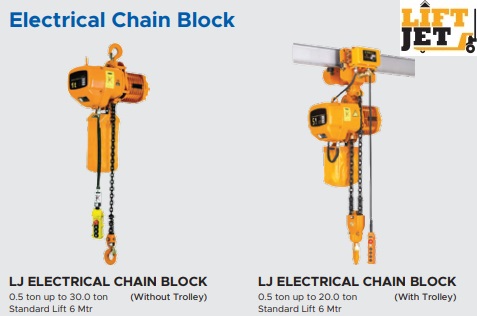 Electrical Chain Block
LIFT
JET
LJ ELECTRICAL CHAIN BLOCK
0.5 ton up to 30.0 ton (Without Trolley)
Standard Lift 6 Mtr
LJ ELECTRICAL CHAIN BLOCK
0.5 ton up to 20.0 ton (With Trolley)
Standard Lift 6 Mtr